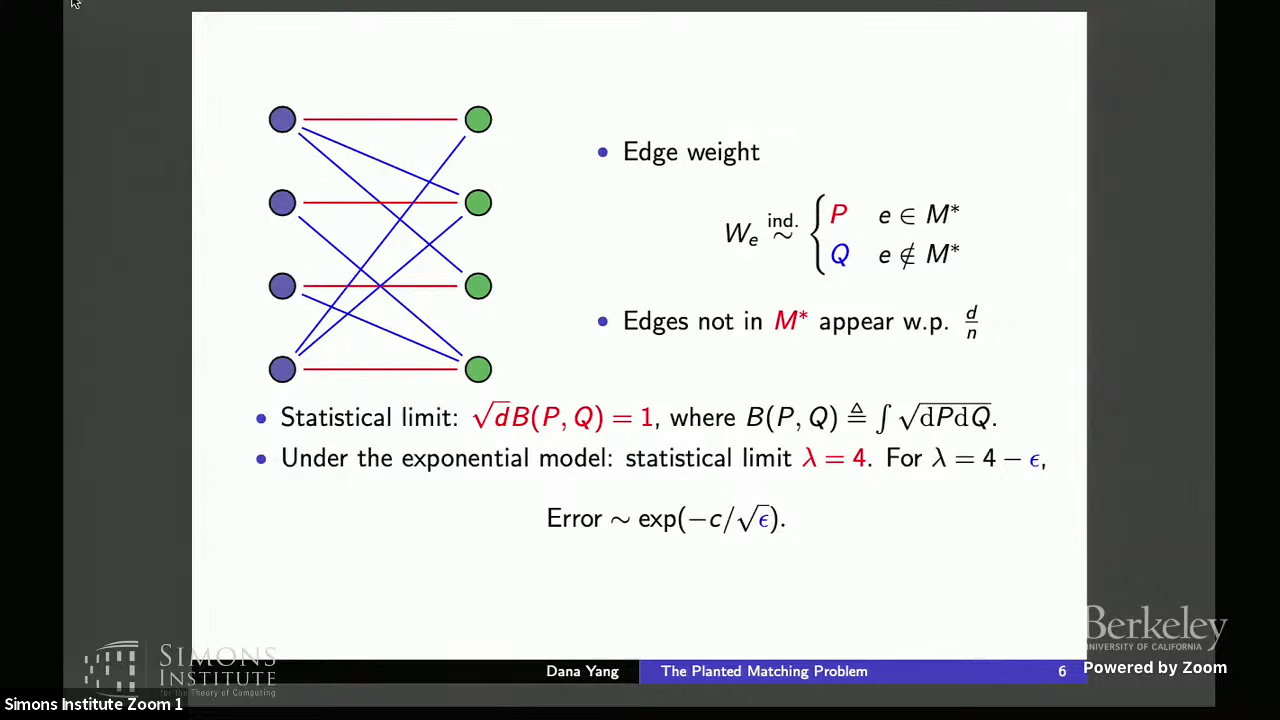 • Edge weight
W_e ind. ∼ { P e ∈ M*
Q e ∉ M*
• Edges not in M* appear w.p. d/n
• Statistical limit: √d B(P, Q) = 1, where B(P, Q) ≜ ∫ √(dPdQ).
• Under the exponential model: statistical limit λ = 4. For λ = 4 − ϵ,
Error ∼ exp(−c/√ϵ).
Dana Yang
The Planted Matching Problem
6
SIMONS
INSTITUTE
for the Theory of Computing
Berkeley
UNIVERSITY OF CALIFORNIA
Powered by Zoom
Simons Institute Zoom 1